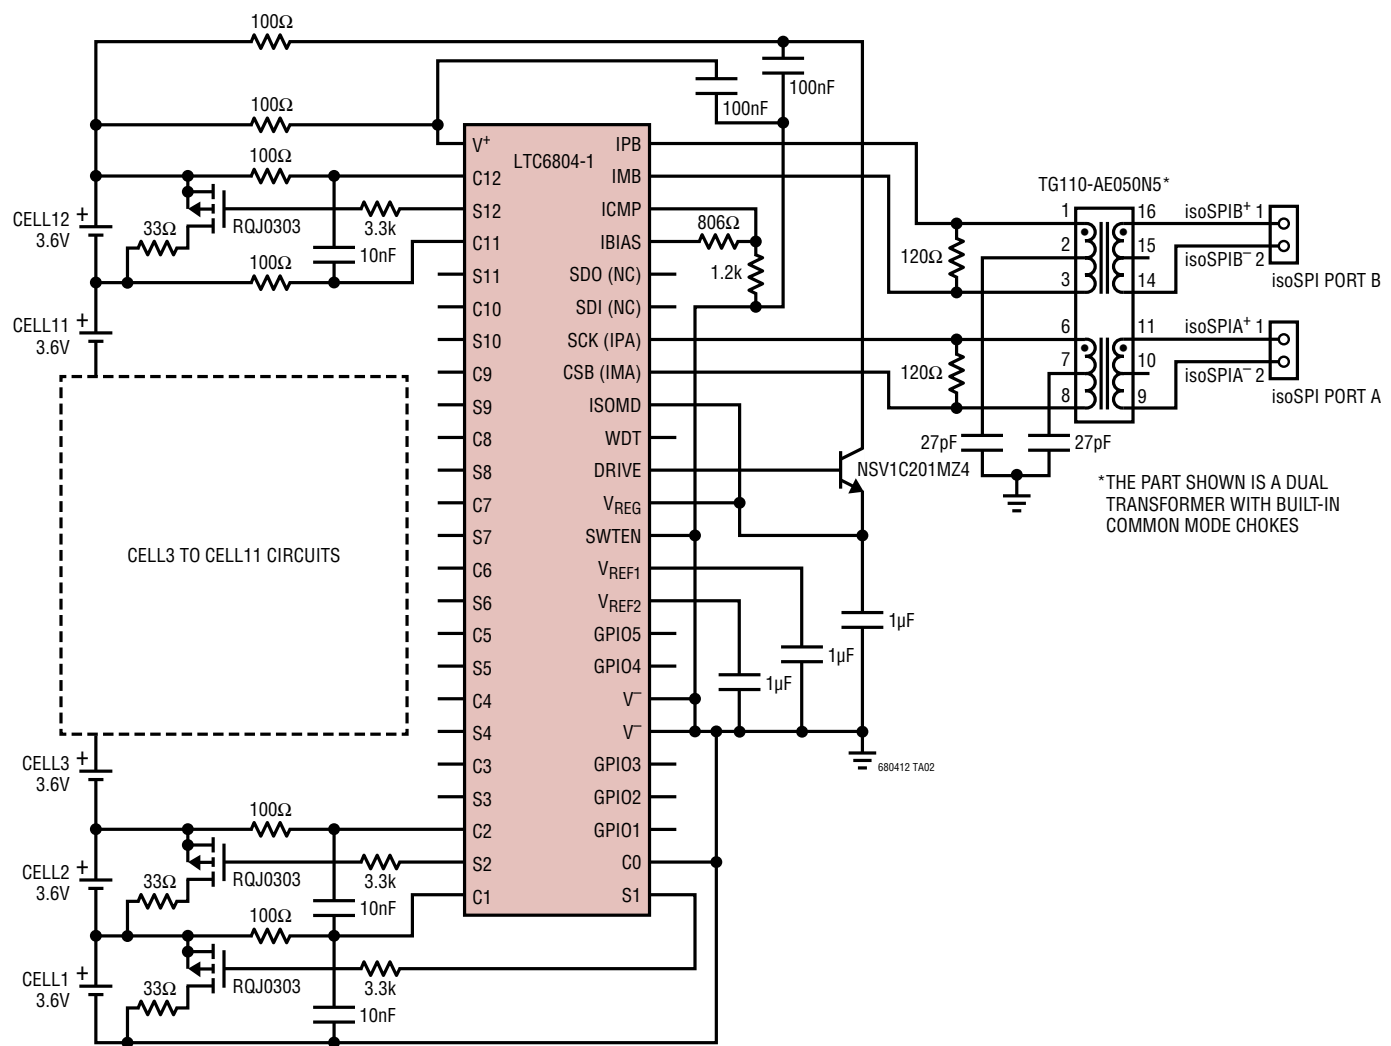 100Ω
100nF
100nF
100Ω
100Ω
CELL12
3.6V
+
33Ω
RQJ0303
3.3k
10nF
100Ω
CELL11
3.6V
+
CELL3 TO CELL11 CIRCUITS
CELL3
3.6V
+
100Ω
CELL2
3.6V
+
33Ω
RQJ0303
3.3k
10nF
100Ω
CELL1
3.6V
+
33Ω
RQJ0303
3.3k
10nF
LTC6804-1
V+
C12
S12
C11
S11
C10
S10
C9
S9
C8
S8
C7
S7
C6
S6
C5
S5
C4
S4
C3
S3
C2
S2
C1
IPB
IMB
ICMP
IBIAS
SDO (NC)
SDI (NC)
SCK (IPA)
CSB (IMA)
ISOMD
WDT
DRIVE
VREG
SWTEN
VREF1
VREF2
GPIO5
GPIO4
V–
V–
GPIO3
GPIO2
GPIO1
C0
S1
806Ω
1.2k
NSV1C201MZ4
1µF
1µF
1µF
680412 TA02
120Ω
120Ω
27pF
27pF
TG110-AE050N5*
1
2
3
6
7
8
16
15
14
11
10
9
isoSPIB+ 1
isoSPIB– 2
isoSPI PORT B
isoSPIA+ 1
isoSPIA– 2
isoSPI PORT A
*THE PART SHOWN IS A DUAL
TRANSFORMER WITH BUILT-IN
COMMON MODE CHOKES